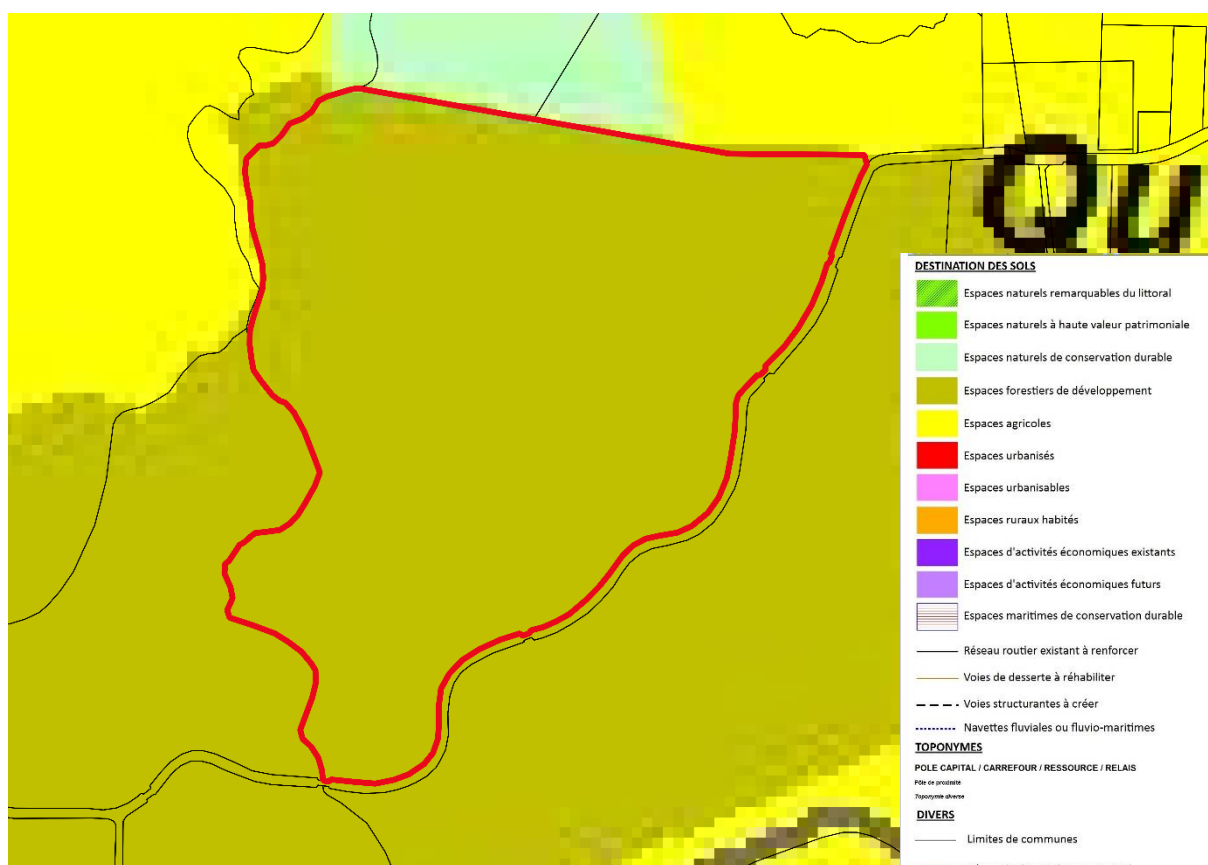 Qu
DESTINATION DES SOLS
Espaces naturels remarquables du littoral
Espaces naturels à haute valeur patrimoniale
Espaces naturels de conservation durable
Espaces forestiers de développement
Espaces agricoles
Espaces urbanisés
Espaces urbanisables
Espaces ruraux habités
Espaces d'activités économiques existants
Espaces d'activités économiques futurs
Espaces maritimes de conservation durable
Réseau routier existant à renforcer
Voies de desserte à réhabiliter
Voies structurantes à créer
Navettes fluviales ou fluvio-maritimes
TOPONYMES
POLE CAPITAL / CARREFOUR / RESSOURCE / RELAIS
Pôle de proximité
Toponymie diverse
DIVERS
Limites de communes